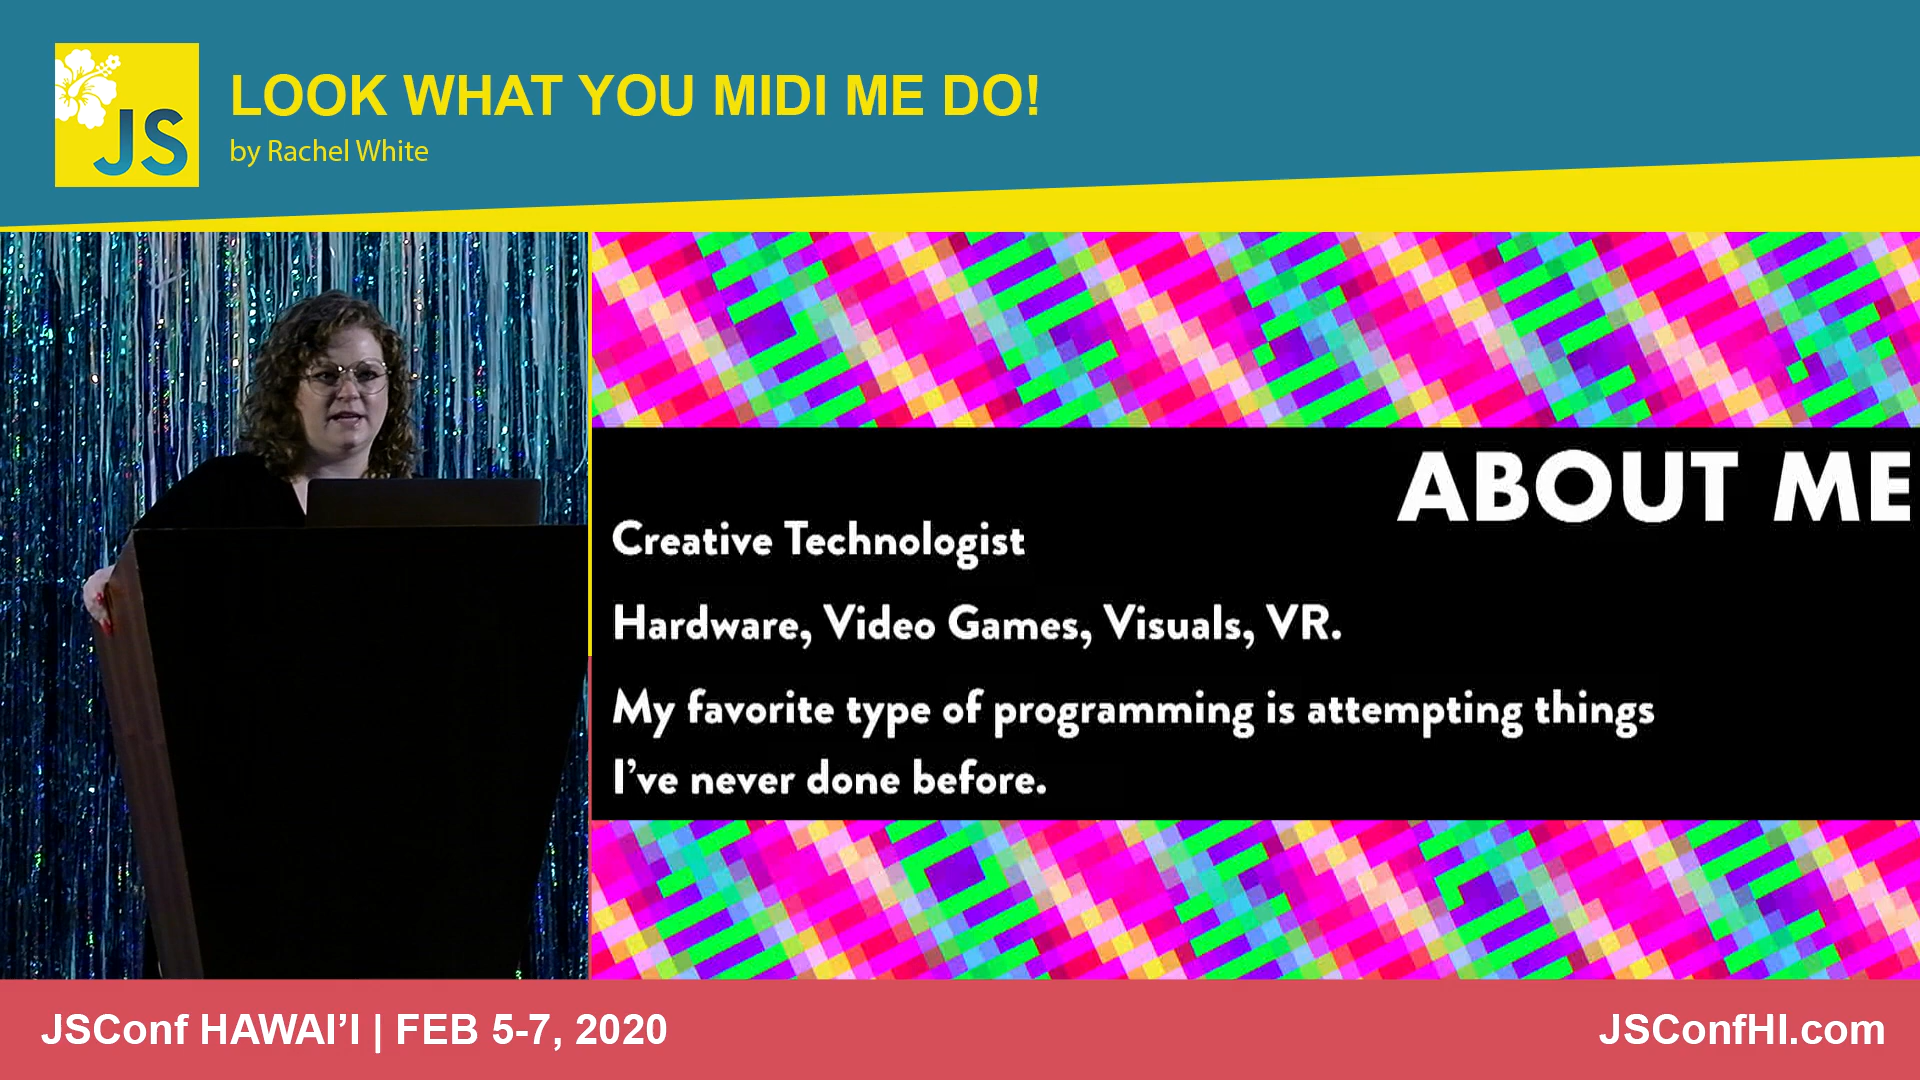 JS
LOOK WHAT YOU MIDI ME DO!
by Rachel White
ABOUT ME
Creative Technologist
Hardware, Video Games, Visuals, VR.
My favorite type of programming is attempting things
I've never done before.
JSConf HAWAI'I | FEB 5-7, 2020
JSConfHI.com